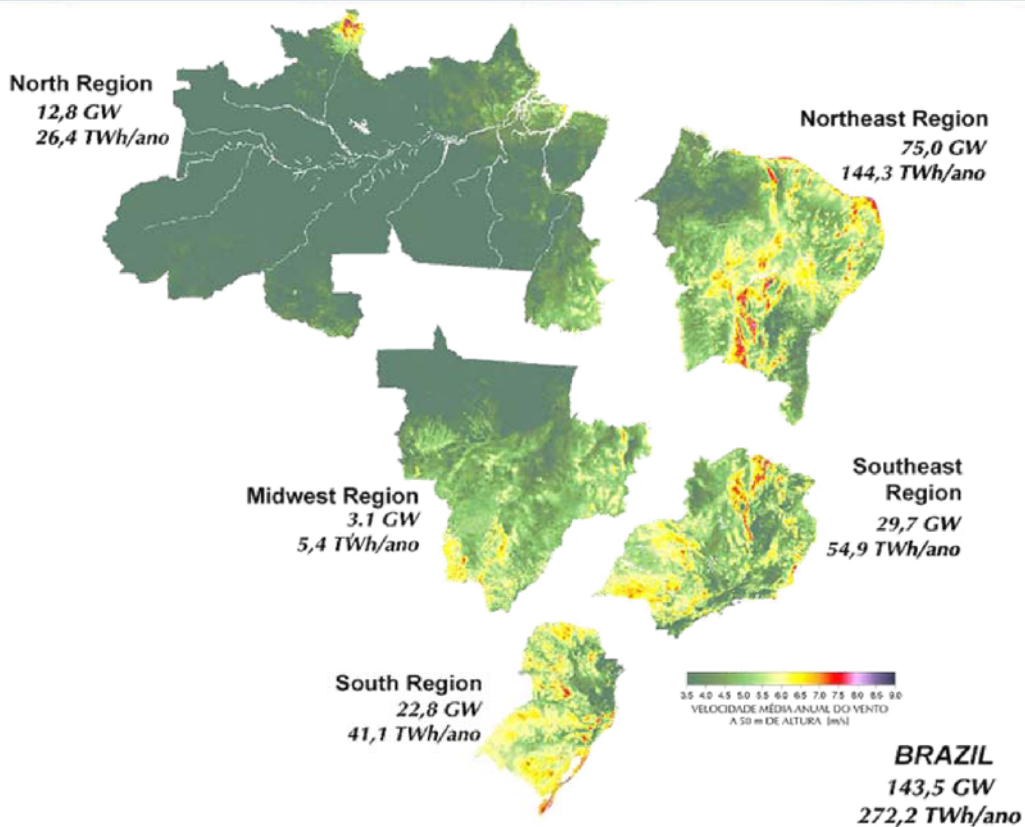 North Region
12,8 GW
26,4 TWh/ano
Northeast Region
75,0 GW
144,3 TWh/ano
Midwest Region
3.1 GW
5,4 TWh/ano
Southeast
Region
29,7 GW
54,9 TWh/ano
South Region
22,8 GW
41,1 TWh/ano
3.5 4.0 4.5 5.0 5.5 6.0 6.5 7.0 7.5 8.0 8.5 9.0
VELOCIDADE MÉDIA ANUAL DO VENTO
A 50 m DE ALTURA [m/s]
BRAZIL
143,5 GW
272,2 TWh/ano